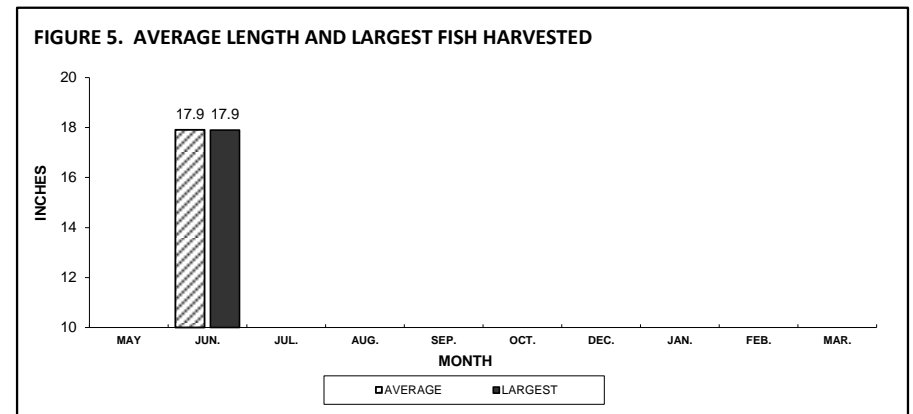 FIGURE 5. AVERAGE LENGTH AND LARGEST FISH HARVESTED
20
18
16
14
12
10
INCHES
17.9 17.9
MAY JUN. JUL. AUG. SEP. OCT. DEC. JAN. FEB. MAR.
MONTH
AVERAGE LARGEST